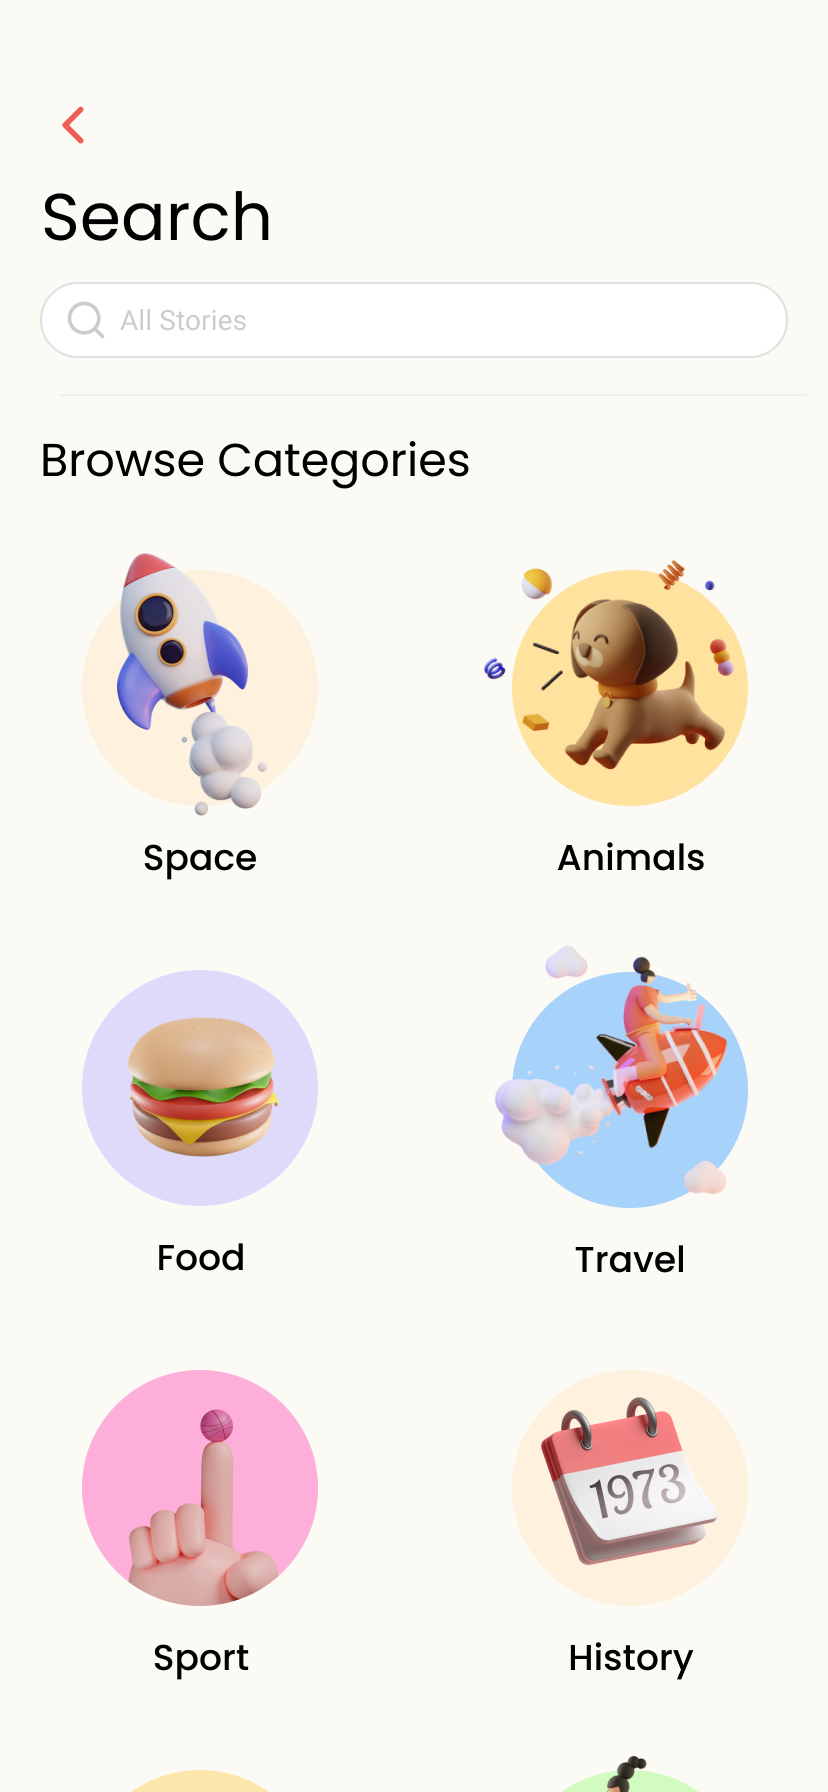 Search
All Stories
Browse Categories
Space
Animals
Food
Travel
1973
Sport
History